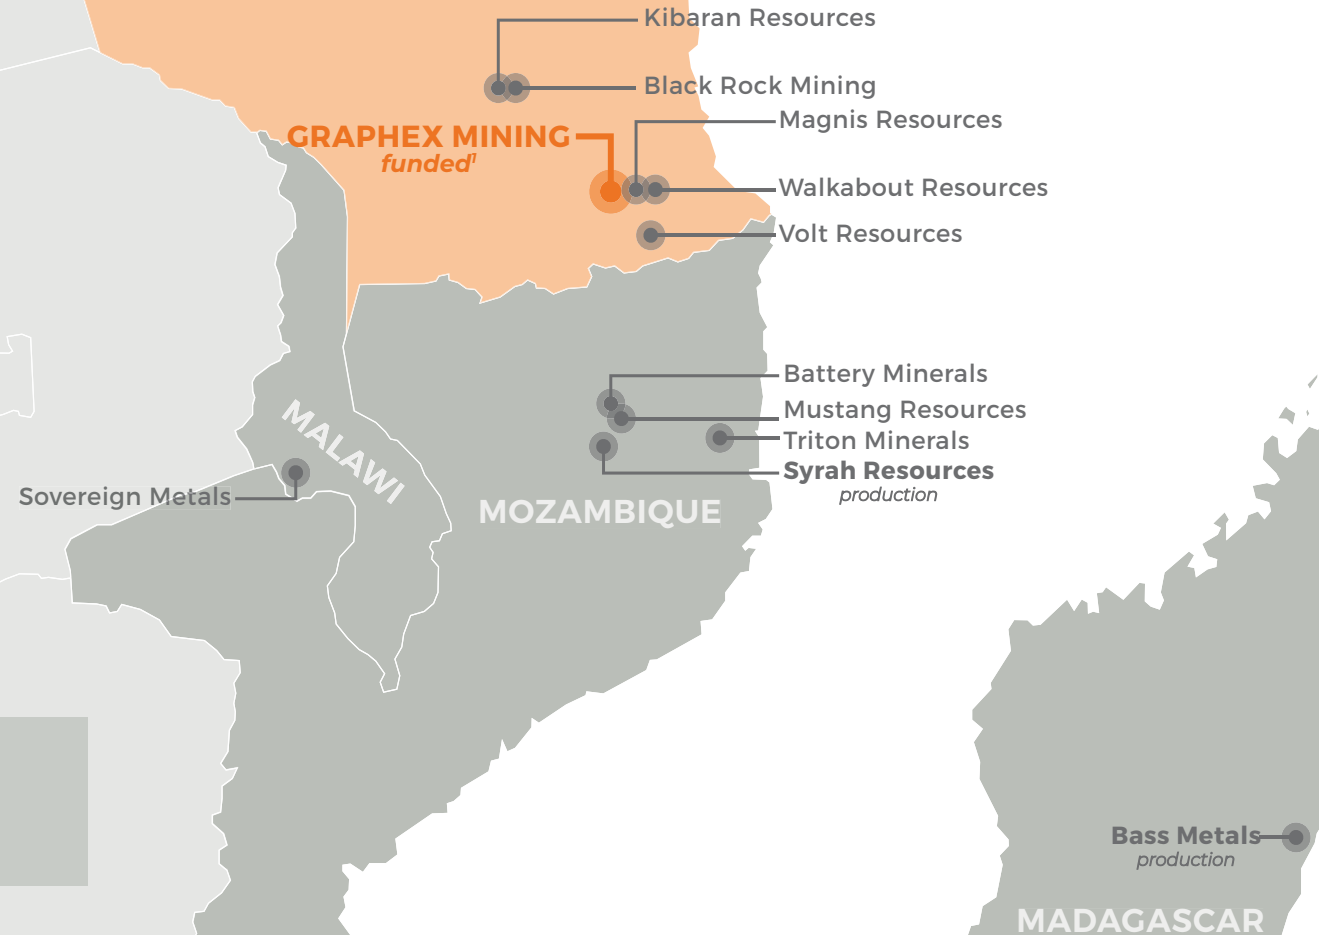 Kibaran Resources
Black Rock Mining
Magnis Resources
GRAPHEX MINING
funded¹
Walkabout Resources
Volt Resources
Battery Minerals
MALAWI
Mustang Resources
Triton Minerals
Syrah Resources
production
Sovereign Metals
MOZAMBIQUE
Bass Metals
production
MADAGASCAR